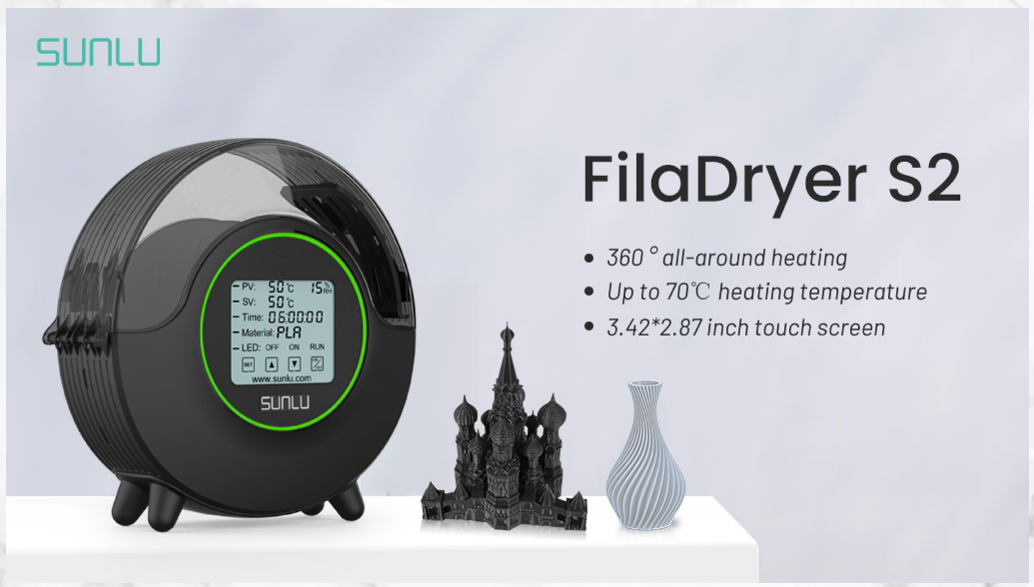 SUNLU
FilaDryer S2
360° all-around heating
Up to 70℃ heating temperature
3.42*2.87 inch touch screen
PV: 50℃ 15%RH
SV: 50℃
Time: 06:00:00
Material: PLA
LED: OFF ON RUN
SET ▲ ▼
www.sunlu.com
SUNLU